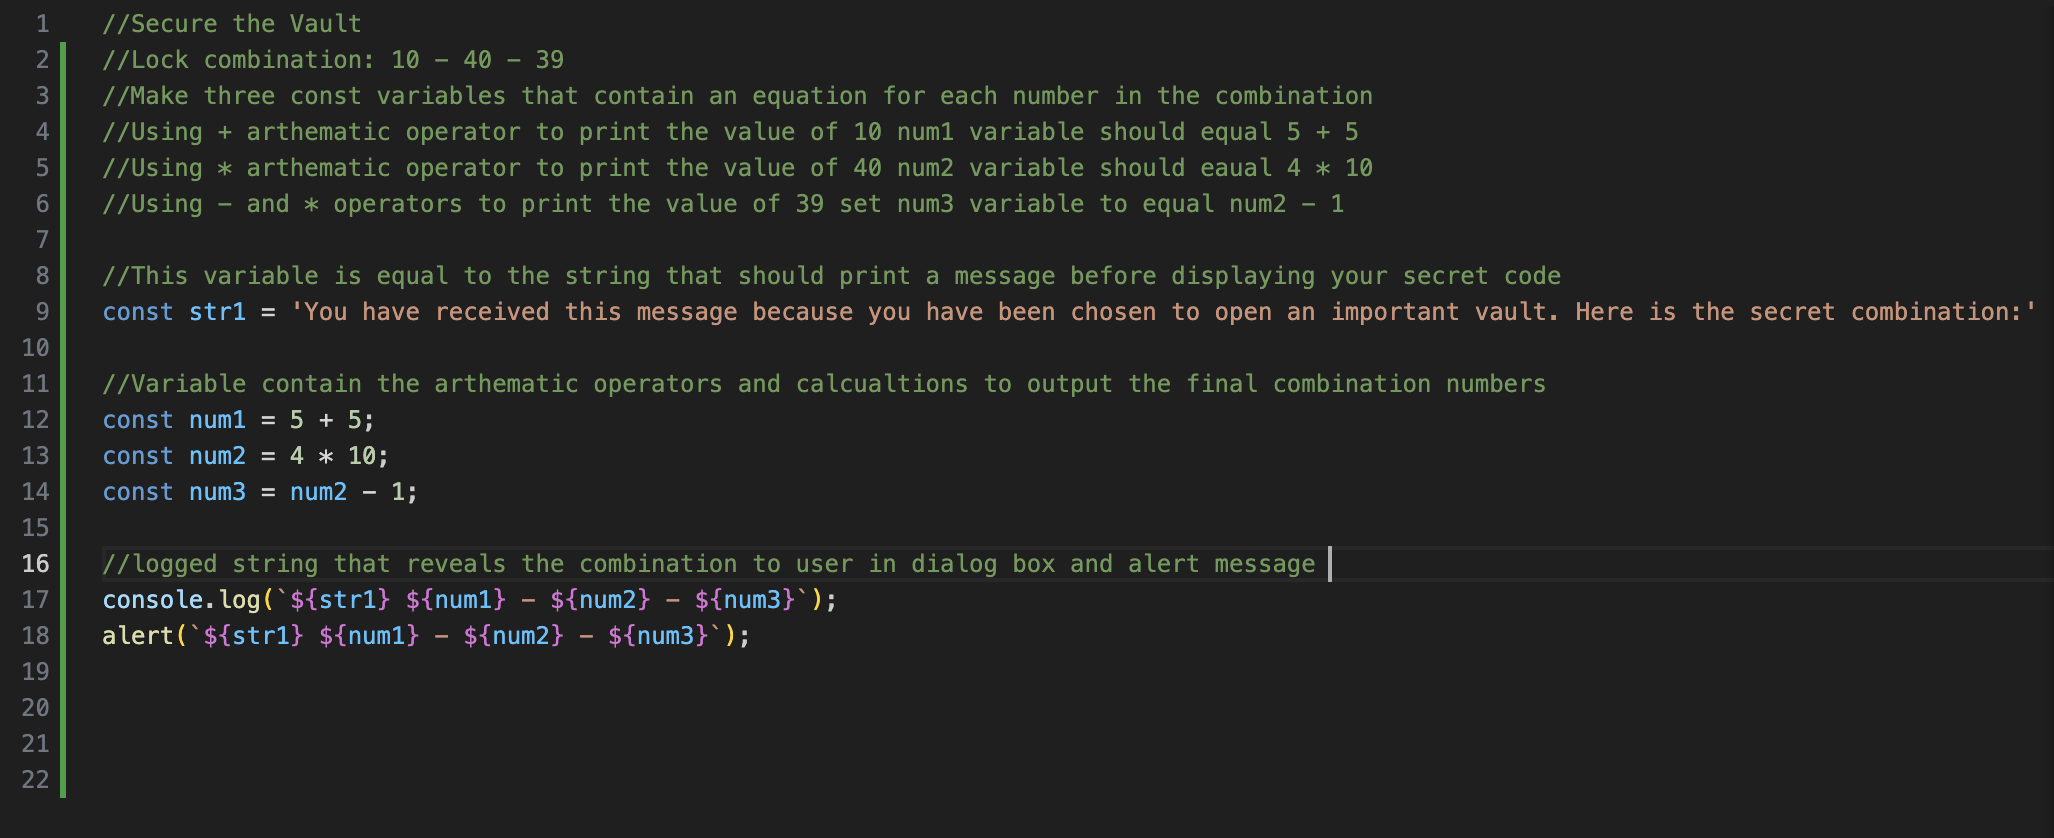 1 //Secure the Vault
2 //Lock combination: 10 - 40 - 39
3 //Make three const variables that contain an equation for each number in the combination
4 //Using + arthematic operator to print the value of 10 num1 variable should equal 5 + 5
5 //Using * arthematic operator to print the value of 40 num2 variable should eaual 4 * 10
6 //Using - and * operators to print the value of 39 set num3 variable to equal num2 - 1
7
8 //This variable is equal to the string that should print a message before displaying your secret code
9 const str1 = 'You have received this message because you have been chosen to open an important vault. Here is the secret combination:'
10
11 //Variable contain the arthematic operators and calcualtions to output the final combination numbers
12 const num1 = 5 + 5;
13 const num2 = 4 * 10;
14 const num3 = num2 - 1;
15
16 //logged string that reveals the combination to user in dialog box and alert message
17 console.log(`${str1} ${num1} - ${num2} - ${num3}`);
18 alert(`${str1} ${num1} - ${num2} - ${num3}`);
19
20
21
22